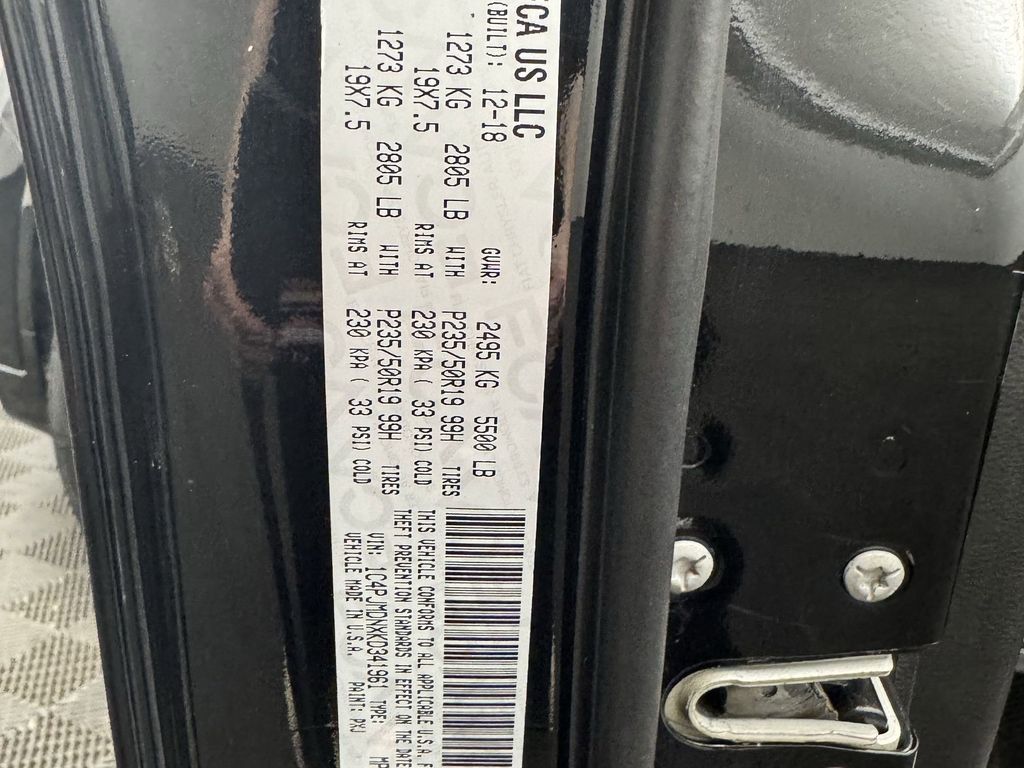 FCA US LLC
(BUILT): 12-18 GVWR: 2495 KG 5500 LB
1273 KG 2805 LB WITH P235/50R19 99H TIRES
19X7.5 RIMS AT 230 KPA ( 33 PSI) COLD
1273 KG 2805 LB WITH P235/50R19 99H TIRES
19X7.5 RIMS AT 230 KPA ( 33 PSI) COLD
THIS VEHICLE CONFORMS TO ALL APPLICABLE U.S.A. F
THEFT PREVENTION STANDARDS IN EFFECT ON THE DATE
VIN: 1C4PJMDNXKD341961 TYPE: MP
VEHICLE MADE IN U.S.A. PAINT: PXJ